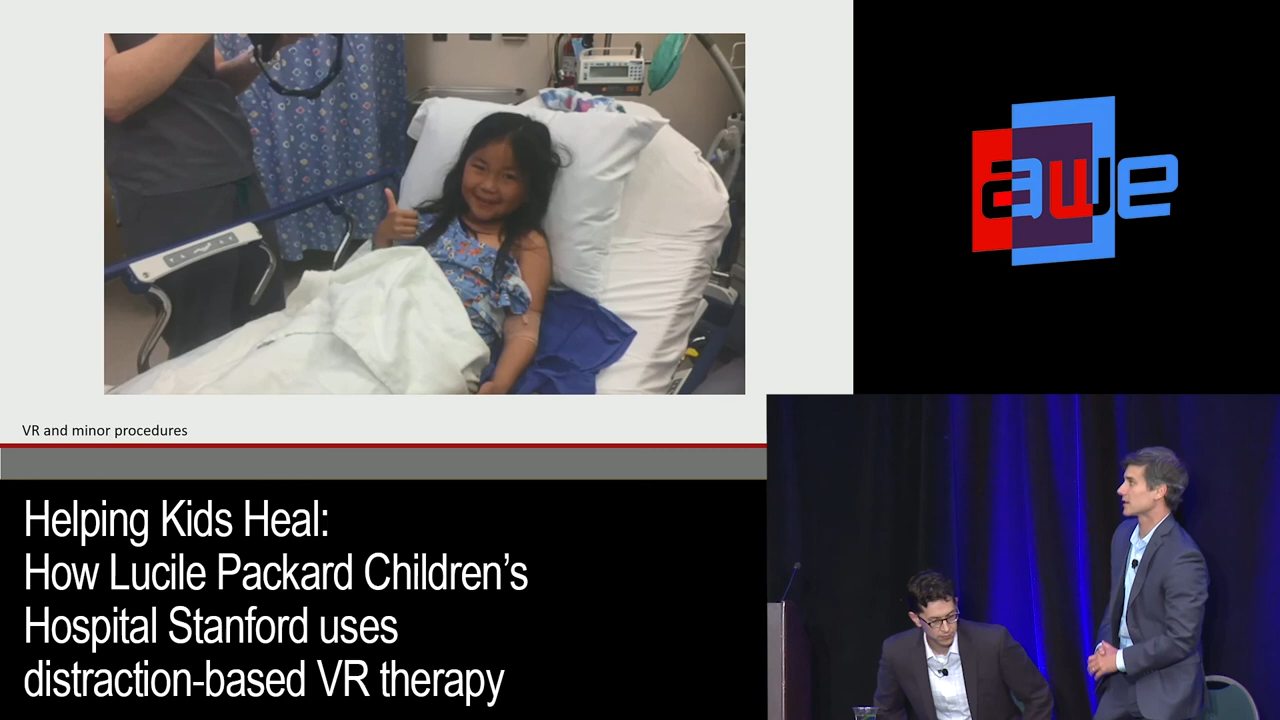 awe
VR and minor procedures
Helping Kids Heal:
How Lucile Packard Children’s
Hospital Stanford uses
distraction-based VR therapy